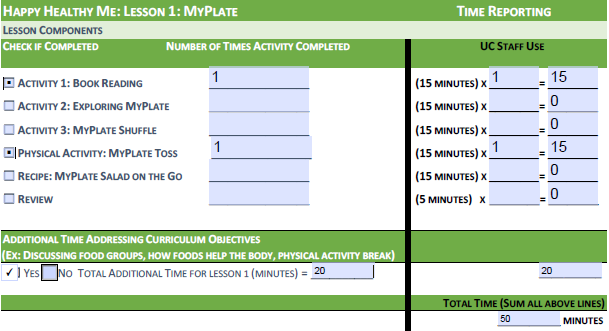 HAPPY HEALTHY ME: LESSON 1: MYPLATE TIME REPORTING
LESSON COMPONENTS
CHECK IF COMPLETED NUMBER OF TIMES ACTIVITY COMPLETED UC STAFF USE
ACTIVITY 1: BOOK READING 1 (15 MINUTES) X 1 = 15
ACTIVITY 2: EXPLORING MYPLATE (15 MINUTES) X = 0
ACTIVITY 3: MYPLATE SHUFFLE (15 MINUTES) X = 0
PHYSICAL ACTIVITY: MYPLATE TOSS 1 (15 MINUTES) X 1 = 15
RECIPE: MYPLATE SALAD ON THE GO (15 MINUTES) X = 0
REVIEW (5 MINUTES) X = 0
ADDITIONAL TIME ADDRESSING CURRICULUM OBJECTIVES
(EX: DISCUSSING FOOD GROUPS, HOW FOODS HELP THE BODY, PHYSICAL ACTIVITY BREAK)
✓ YES NO TOTAL ADDITIONAL TIME FOR LESSON 1 (MINUTES) = 20 20
TOTAL TIME (SUM ALL ABOVE LINES)
50 MINUTES